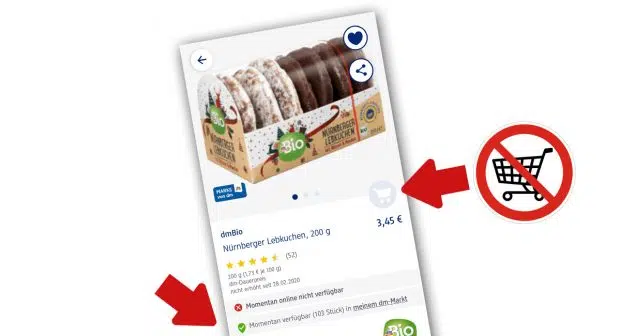 Bio
NÜRNBERGER
LEBKUCHEN
Bio
NÜRNBERGER
LEBKUCHEN
MARKE
von dm
dmBio
3,45 €
Nürnberger Lebkuchen, 200 g
(52)
200 g (1,73 € je 100 g)
dm-Dauerpreis
nicht erhöht seit 28.02.2020
Momentan online nicht verfügbar
Momentan verfügbar (103 Stück) in meinem dm-Markt
Bio